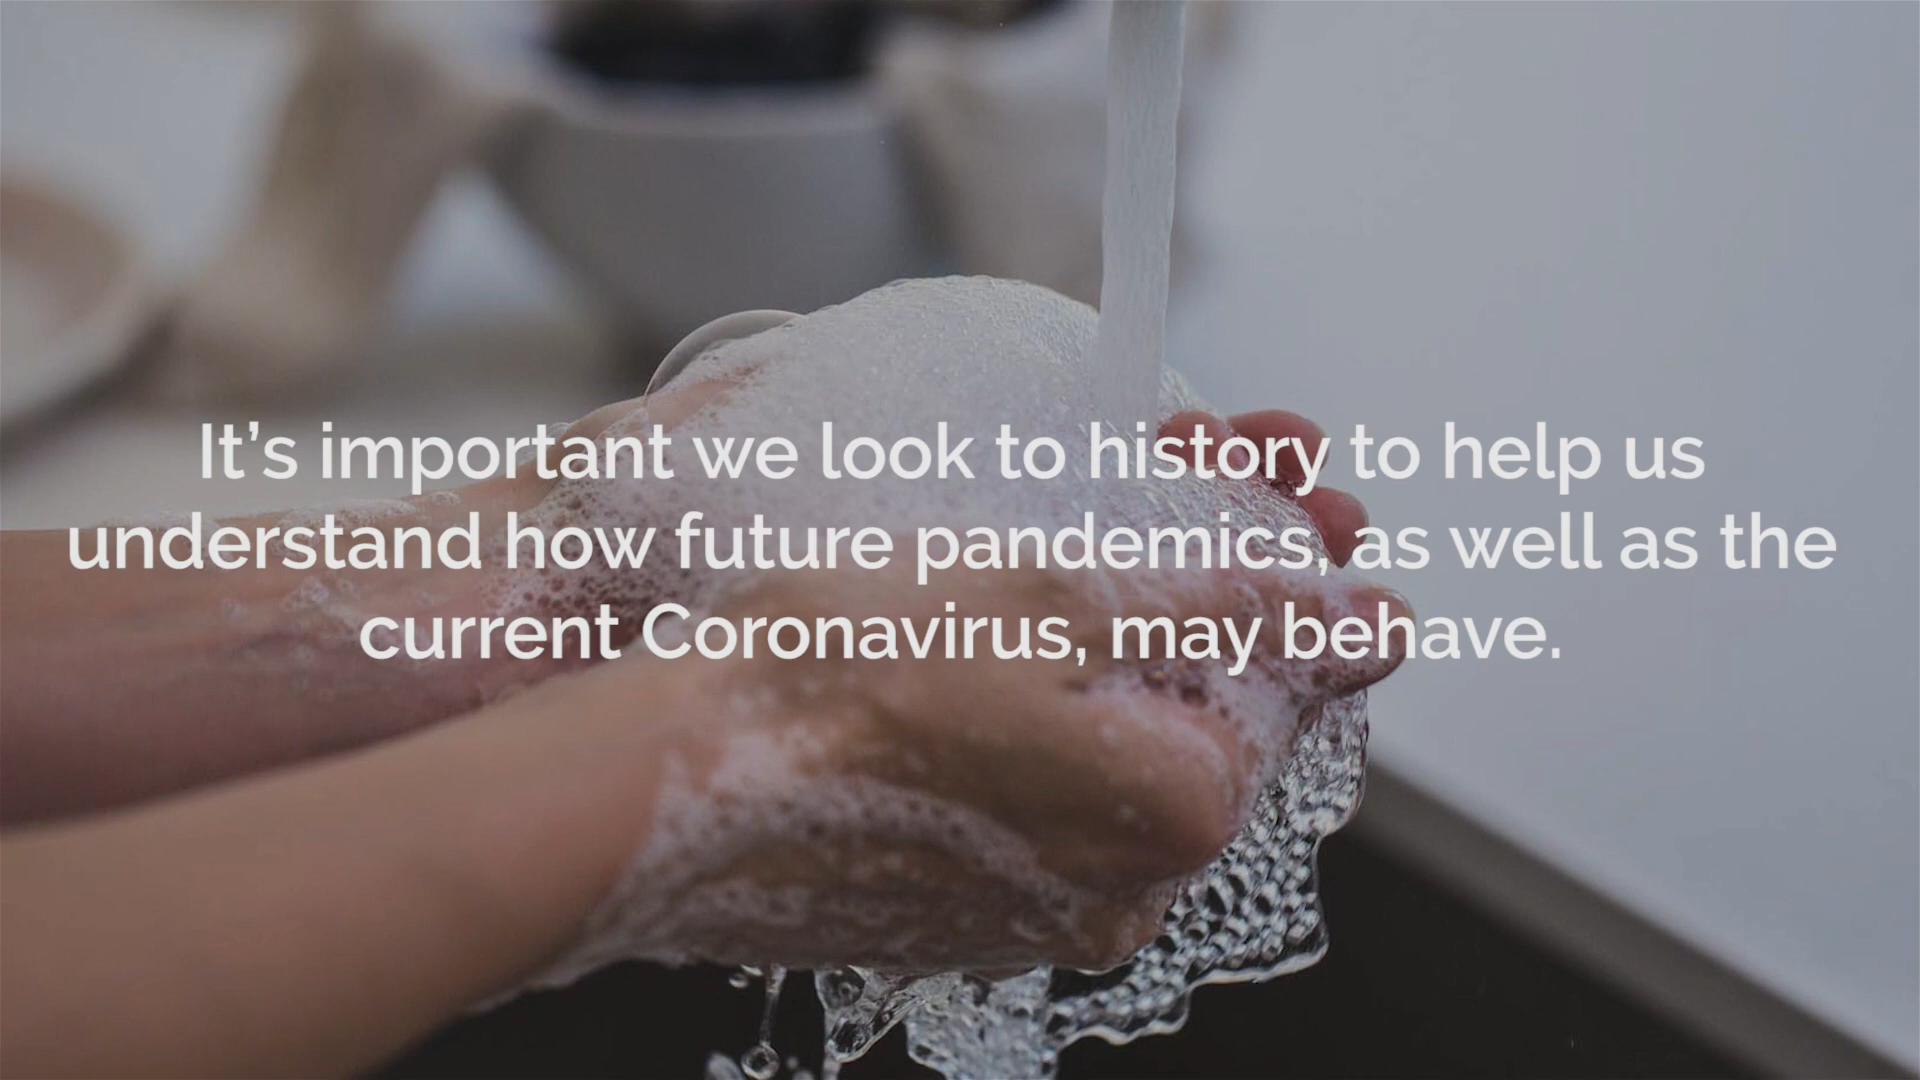 It’s important we look to history to help us
understand how future pandemics, as well as the
current Coronavirus, may behave.